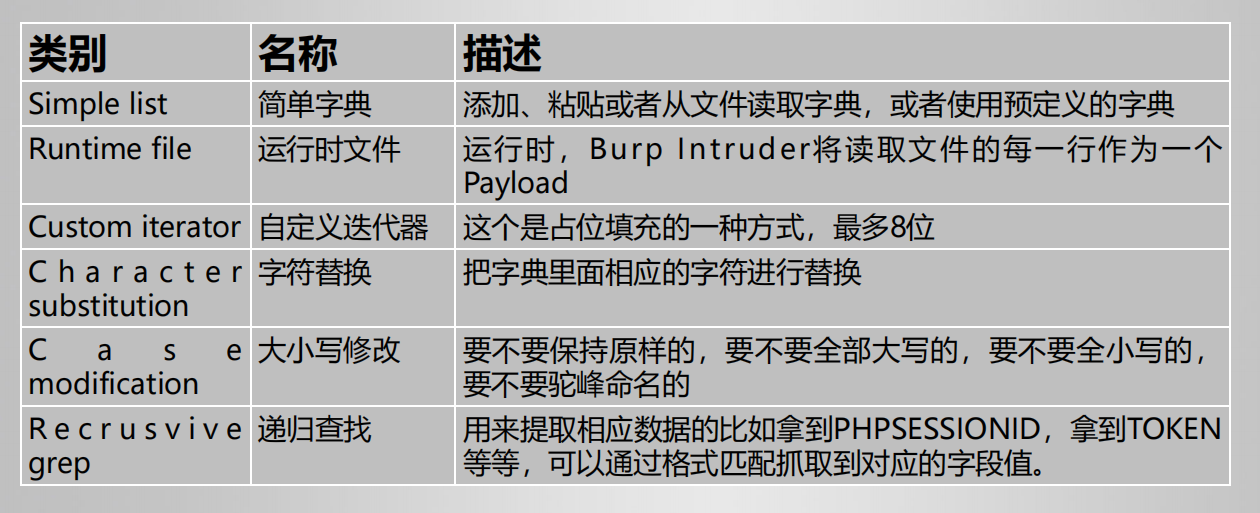 类别 名称 描述
Simple list 简单字典 添加、粘贴或者从文件读取字典，或者使用预定义的字典
Runtime file 运行时文件 运行时，Burp Intruder将读取文件的每一行作为一个
Payload
Custom iterator 自定义迭代器 这个是占位填充的一种方式，最多8位
Character 字符替换 把字典里面相应的字符进行替换
substitution
Case 大小写修改 要不要保持原样的，要不要全部大写的，要不要全小写的，
modification 要不要驼峰命名的
Recrusvive 递归查找 用来提取相应数据的比如拿到PHPSESSIONID，拿到TOKEN
grep 等等，可以通过格式匹配抓取到对应的字段值。